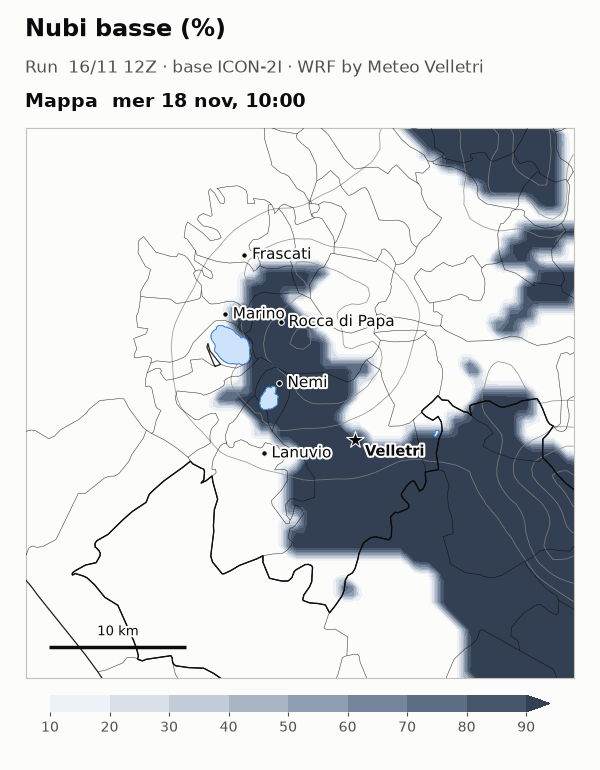 Nubi basse (%)
Run  16/11 12Z · base ICON-2I · WRF by Meteo Velletri
Mappa  mer 18 nov, 10:00
Frascati
Marino
Rocca di Papa
Nemi
Velletri
Lanuvio
10 km
10 20 30 40 50 60 70 80 90